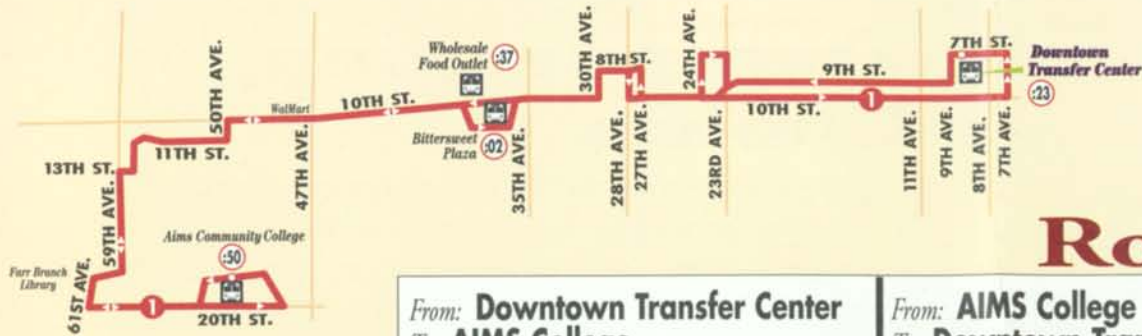 Wholesale
Food Outlet
:37
30TH AVE.
8TH ST.
24TH AVE.
7TH ST.
Downtown
Transfer Center
:23
50TH AVE.
WalMart
10TH ST.
9TH ST.
10TH ST.
1
Bittersweet
Plaza
:02
13TH ST.
11TH ST.
47TH AVE.
35TH AVE.
28TH AVE.
27TH AVE.
23RD AVE.
11TH AVE.
9TH AVE.
8TH AVE.
7TH AVE.
59TH AVE.
Aims Community College
:50
Farr Branch
Library
61ST AVE.
1
20TH ST.
Ro
From: Downtown Transfer Center
From: AIMS College